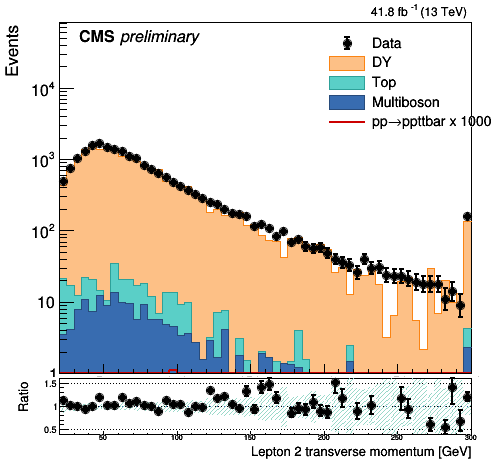 41.8 fb⁻¹ (13 TeV)
CMS preliminary
Events
Data
DY
Top
Multiboson
pp→ppttbar x 1000
10⁴
10³
10²
10
1
Ratio
1.5
1
0.5
50 100 150 200 250 300
Lepton 2 transverse momentum [GeV]